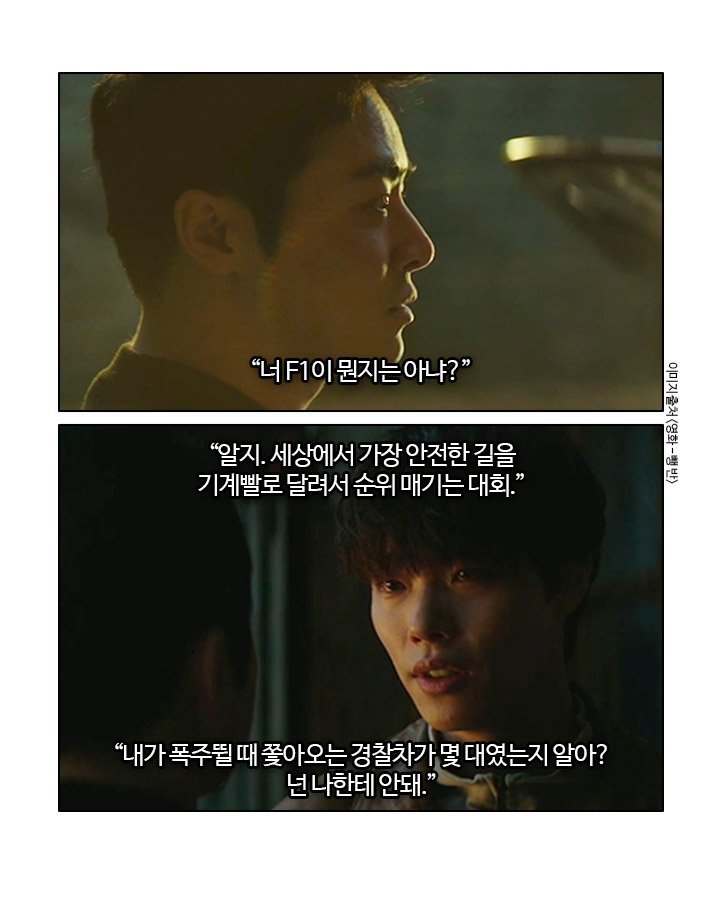 “너 F1이 뭔지는 아냐?”
이미지 출처 <영화 - 뺑반>
“알지. 세상에서 가장 안전한 길을
기계빨로 달려서 순위 매기는 대회.”
“내가 폭주뛸 때 쫓아오는 경찰차가 몇 대였는지 알아?
넌 나한테 안돼.”